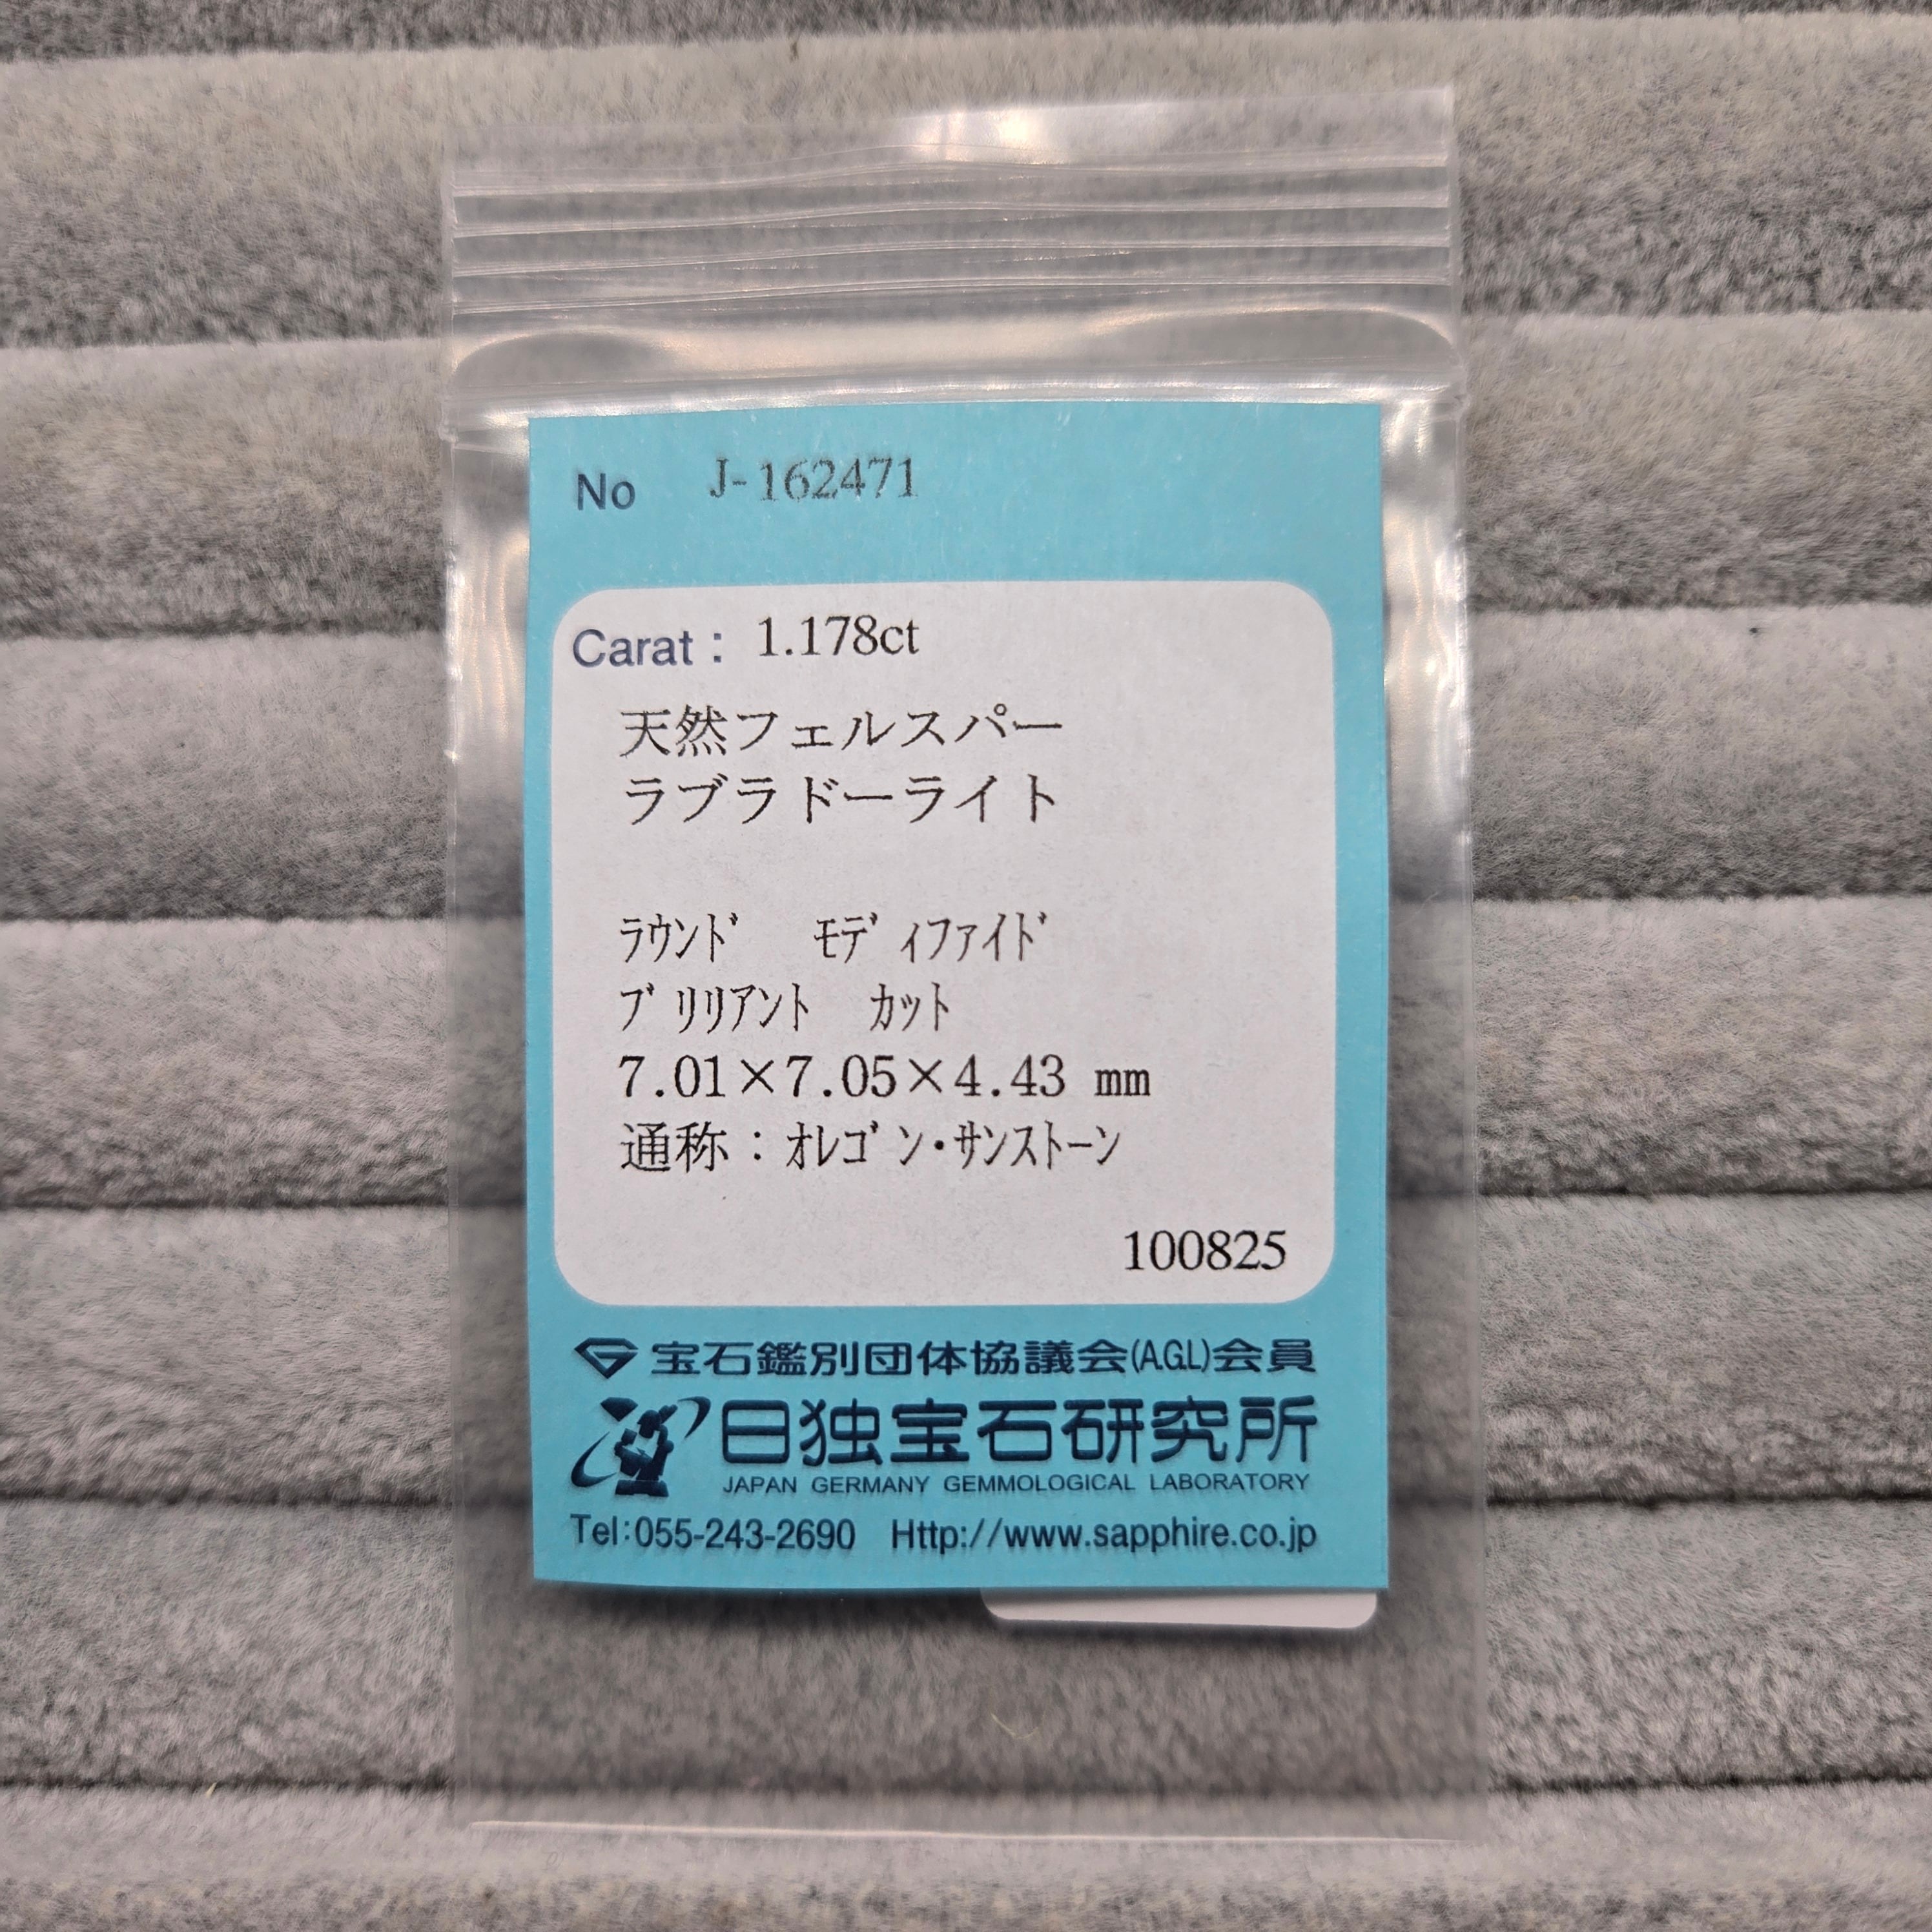 No J-162471
Carat： 1.178ct
天然フェルスパー
ラブラドーライト
ﾗｳﾝﾄﾞ ﾓﾃﾞｨﾌｧｲﾄﾞ
ﾌﾞﾘﾘｱﾝﾄ ｶｯﾄ
7.01×7.05×4.43 mm
通称：ｵﾚｺﾞﾝ・ｻﾝｽﾄｰﾝ
100825
宝石鑑別団体協議会(A.G.L)会員
日独宝石研究所
JAPAN GERMANY GEMMOLOGICAL LABORATORY
Tel:055-243-2690 Http://www.sapphire.co.jp